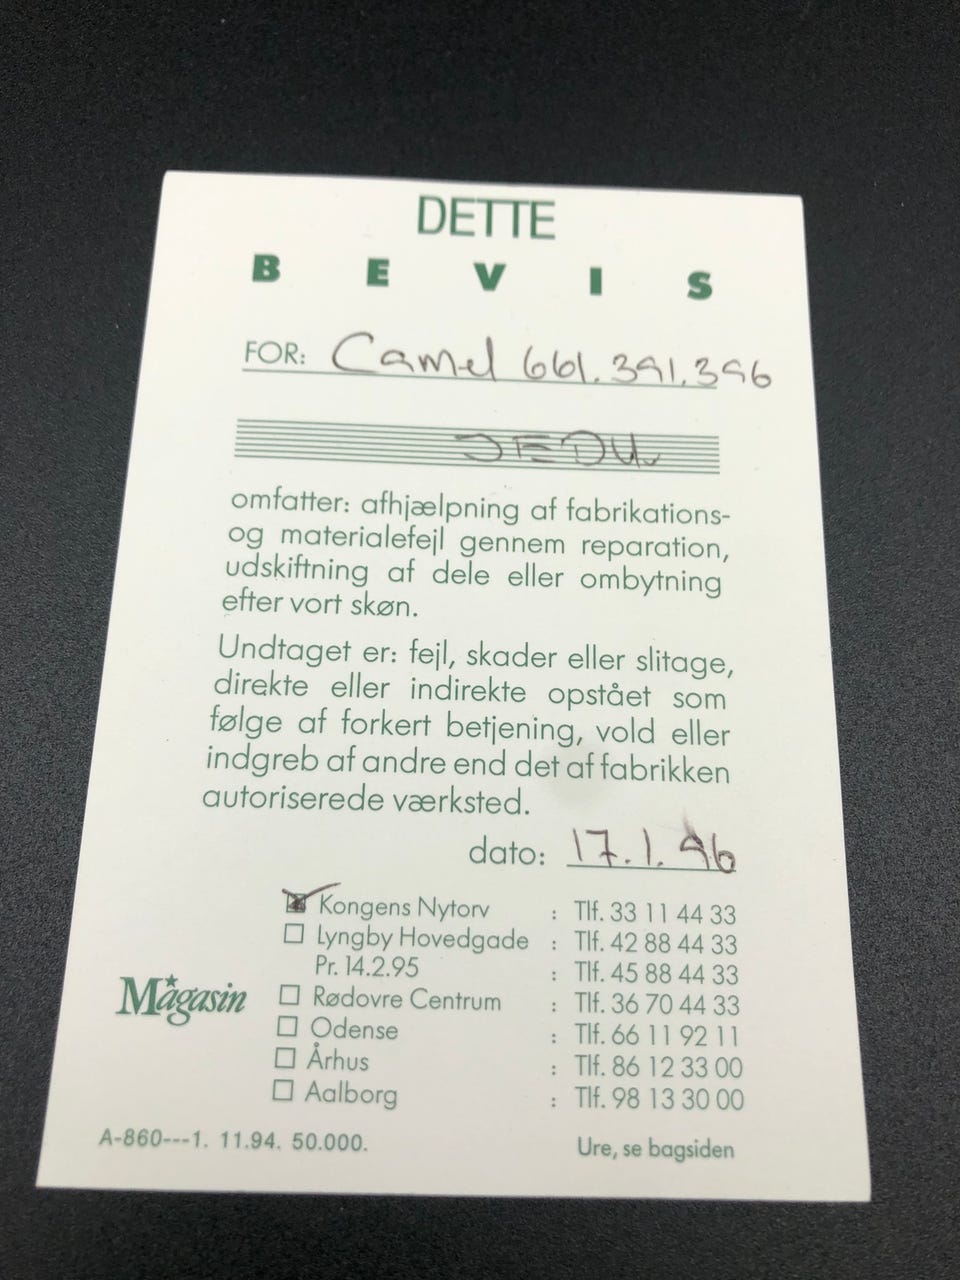 DETTE
BEVIS
FOR: Camel 661.391.396
omfatter: afhjælpning af fabrikations-
og materialefejl gennem reparation,
udskiftning af dele eller ombytning
efter vort skøn.
Undtaget er: fejl, skader eller slitage,
direkte eller indirekte opstået som
følge af forkert betjening, vold eller
indgreb af andre end det af fabrikken
autoriserede værksted.
dato: 17.1.96
Kongens Nytorv : Tlf. 33 11 44 33
Lyngby Hovedgade : Tlf. 42 88 44 33
Pr. 14.2.95 : Tlf. 45 88 44 33
Rødovre Centrum : Tlf. 36 70 44 33
Odense : Tlf. 66 11 92 11
Århus : Tlf. 86 12 33 00
Aalborg : Tlf. 98 13 30 00
Magasin
A-860---1. 11.94. 50.000.
Ure, se bagsiden